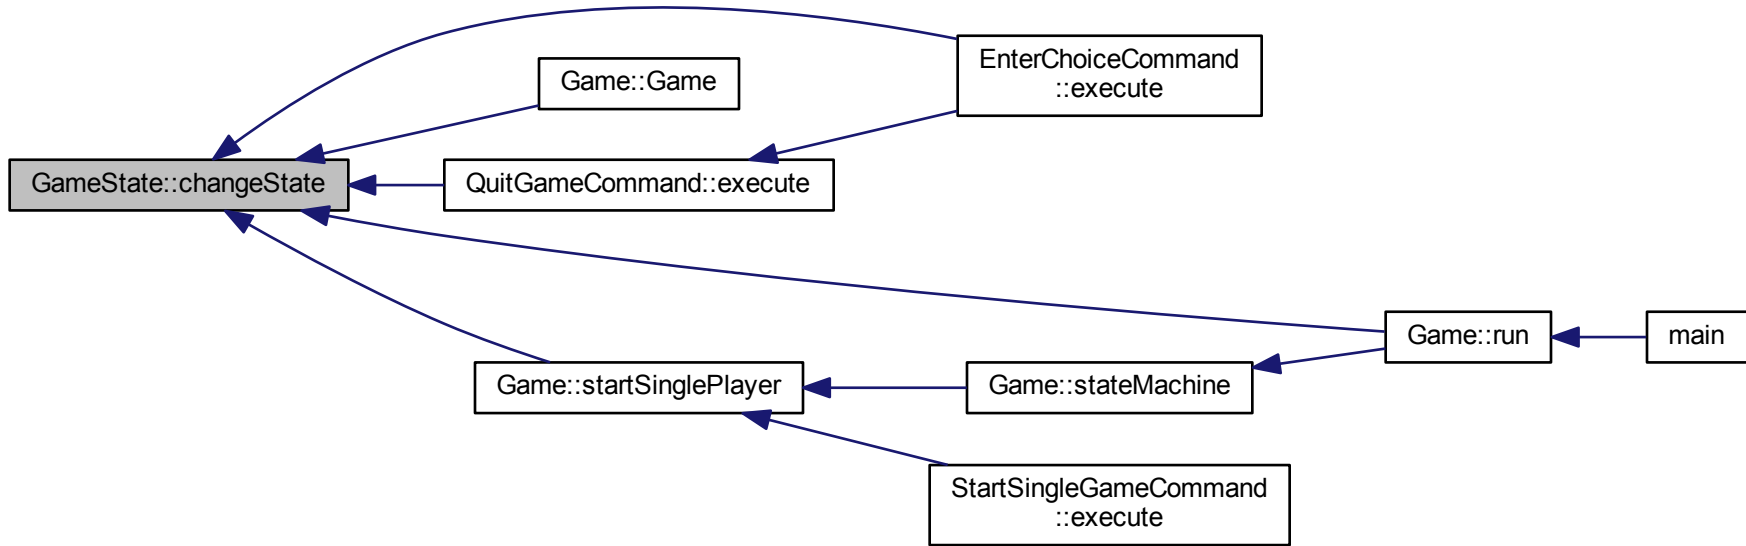 EnterChoiceCommand
::execute
Game::Game
GameState::changeState
QuitGameCommand::execute
Game::run
main
Game::startSinglePlayer
Game::stateMachine
StartSingleGameCommand
::execute